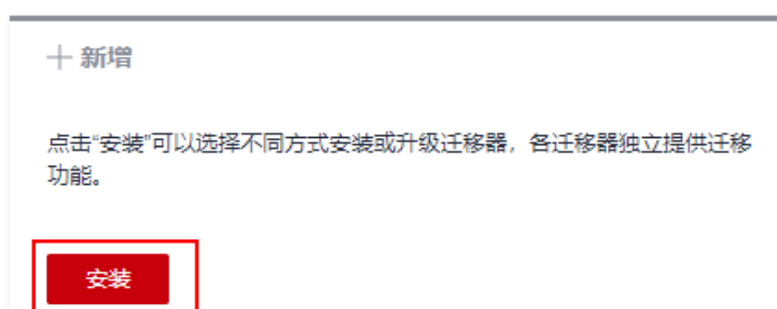 新增
点击“安装”可以选择不同方式安装或升级迁移器，各迁移器独立提供迁移
功能。
安装